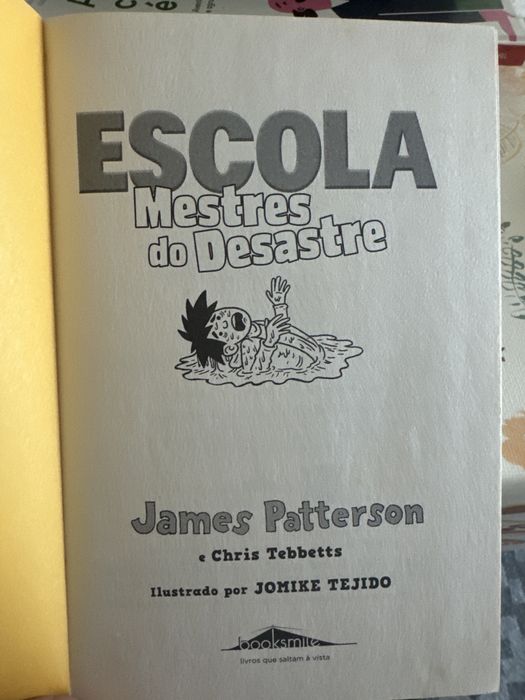 ESCOLA
Mestres
do Desastre
James Patterson
e Chris Tebbetts
Ilustrado por JOMIKE TEJIDO
booksmile
livros que saltam à vista